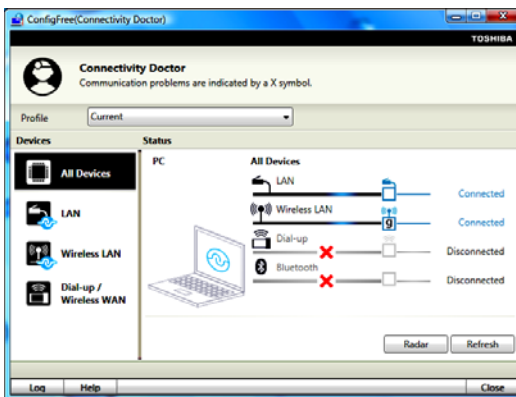 ConfigFree(Connectivity Doctor)
TOSHIBA
Connectivity Doctor
Communication problems are indicated by a X symbol.
Profile
Current
Devices
Status
All Devices
LAN
Wireless LAN
Dial-up /
Wireless WAN
PC
All Devices
LAN
Connected
Wireless LAN
g
Connected
Dial-up
Disconnected
Bluetooth
Disconnected
Radar
Refresh
Log
Help
Close